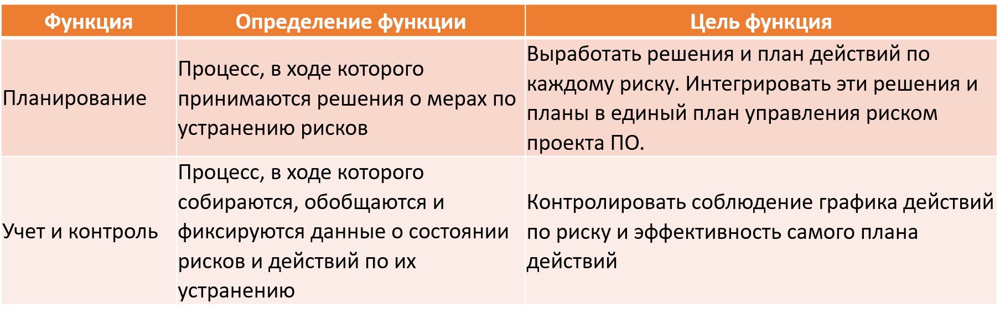 Функция
Определение функции
Цель функция
Планирование
Процесс, в ходе которого
принимаются решения о мерах по
устранению рисков
Выработать решения и план действий по
каждому риску. Интегрировать эти решения и
планы в единый план управления риском
проекта ПО.
Учет и контроль
Процесс, в ходе которого
собираются, обобщаются и
фиксируются данные о состоянии
рисков и действий по их
устранению
Контролировать соблюдение графика действий
по риску и эффективность самого плана
действий